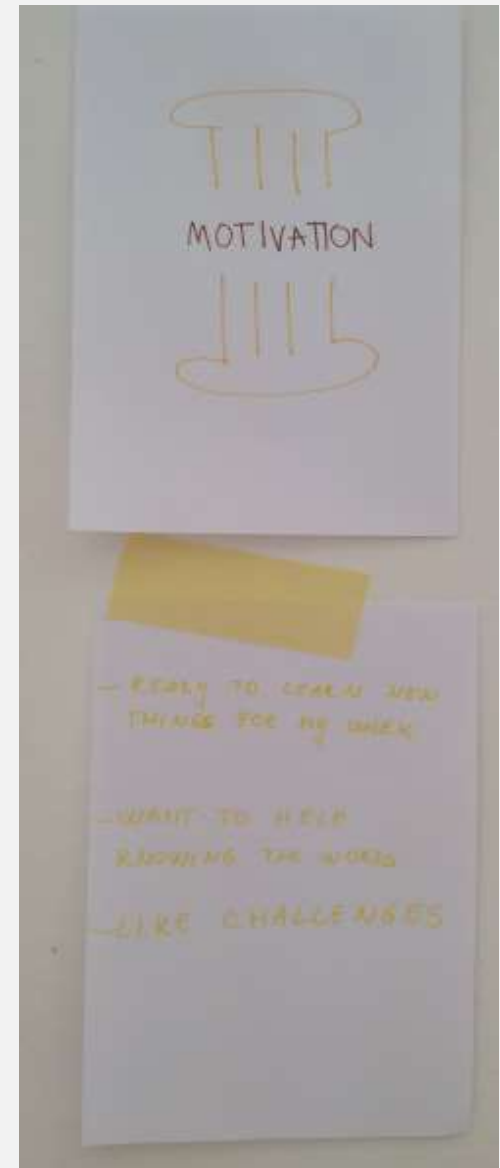 MOTIVATION
- READY TO LEARN NEW
THINGS FOR MY WORK
- WANT TO HELP
KNOWING THE WORLD
- LIKE CHALLENGES